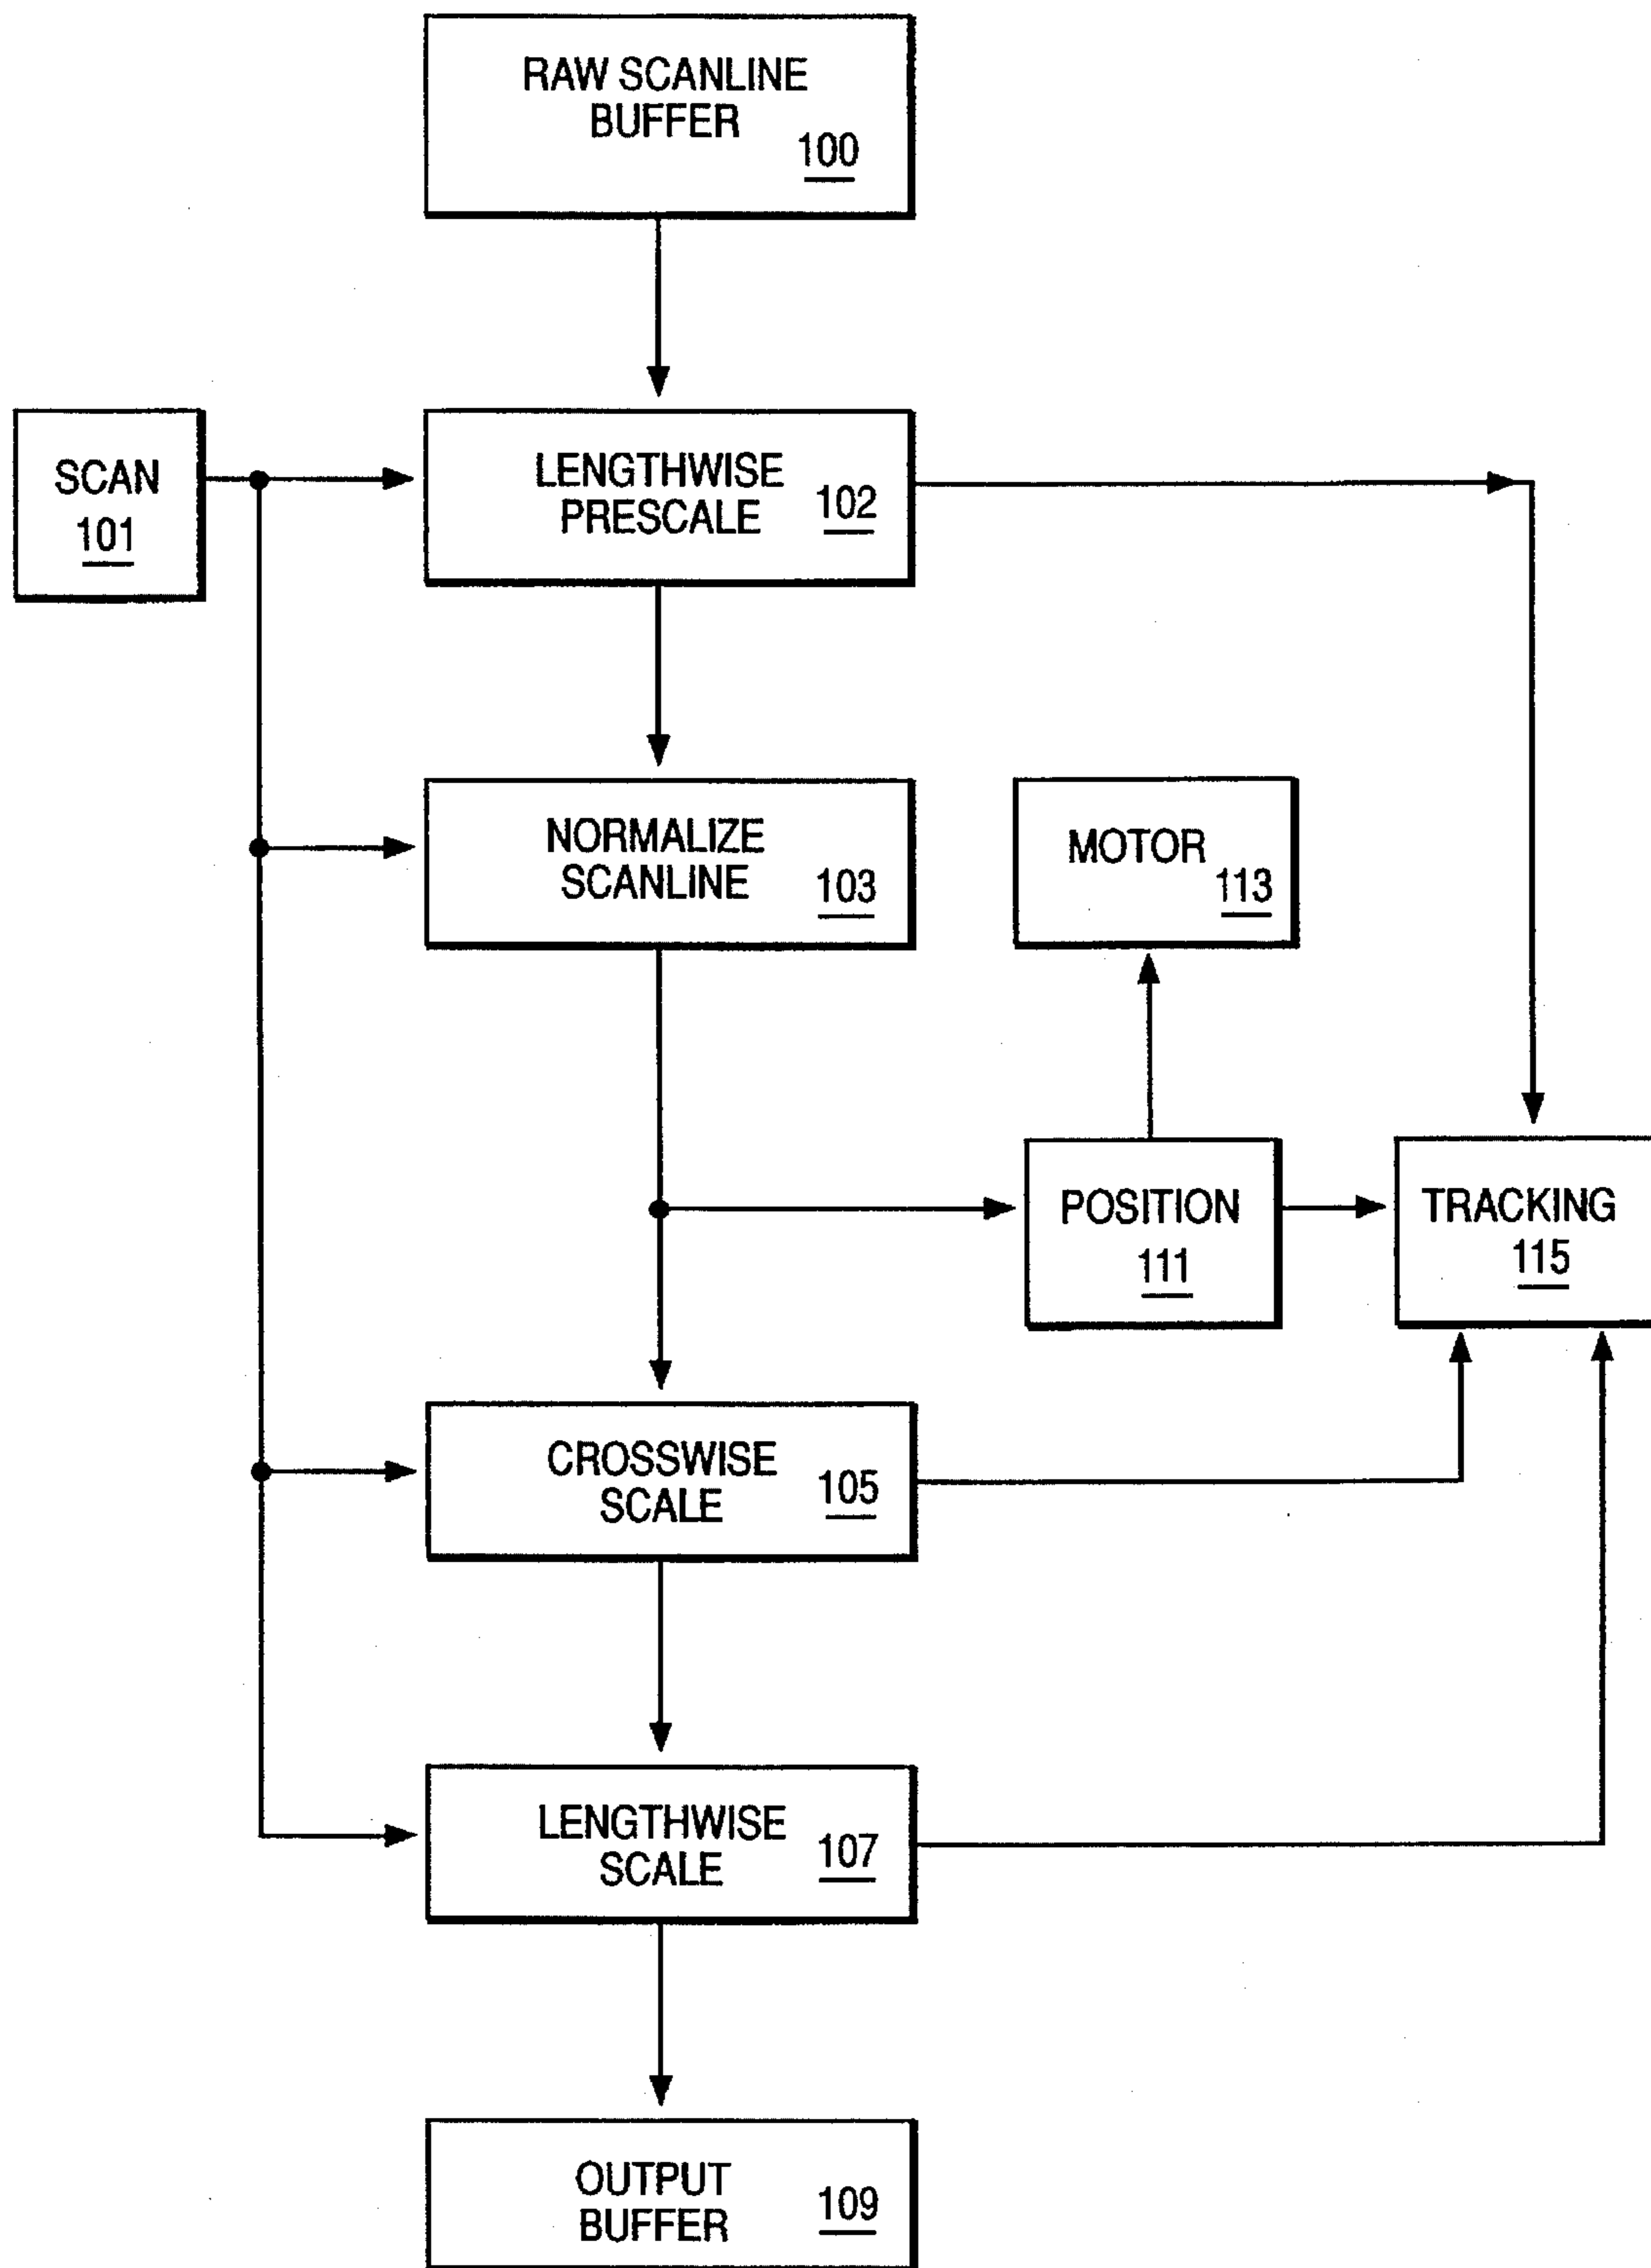 RAW SCANLINE
BUFFER
100
SCAN
101
LENGTHWISE
PRESCALE
102
NORMALIZE
SCANLINE
103
MOTOR
113
POSITION
111
TRACKING
115
CROSSWISE
SCALE
105
LENGTHWISE
SCALE
107
OUTPUT
BUFFER
109